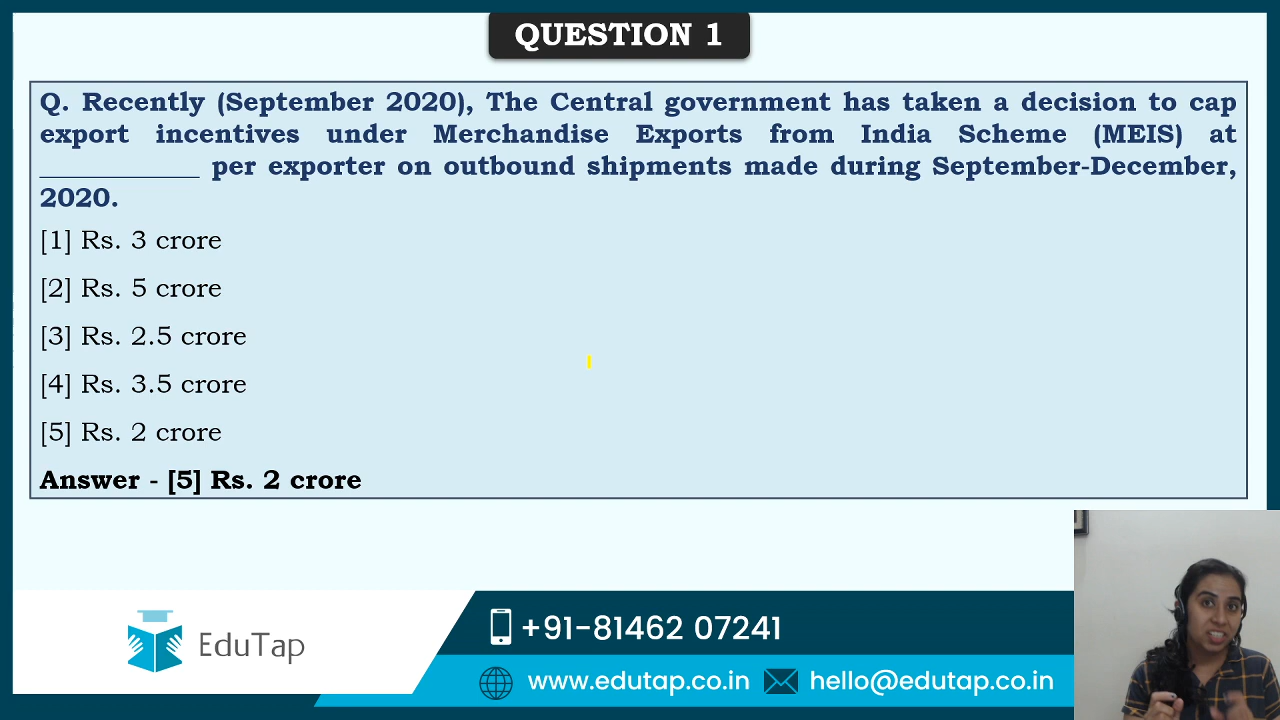 QUESTION 1
Q. Recently (September 2020), The Central government has taken a decision to cap
export incentives under Merchandise Exports from India Scheme (MEIS) at
____________ per exporter on outbound shipments made during September-December,
2020.
[1] Rs. 3 crore
[2] Rs. 5 crore
[3] Rs. 2.5 crore
[4] Rs. 3.5 crore
[5] Rs. 2 crore
Answer - [5] Rs. 2 crore
EduTap
+91-81462 07241
www.edutap.co.in
hello@edutap.co.in